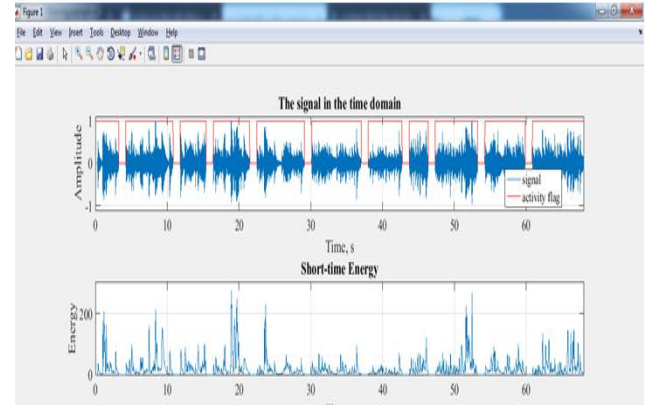 Figure 1
File Edit View Insert Tools Desktop Window Help
The signal in the time domain
Amplitude
1
0
-1
signal
activity flag
0 10 20 30 40 50 60
Time, s
Short-time Energy
Energy
200
0
0 10 20 30 40 50 60